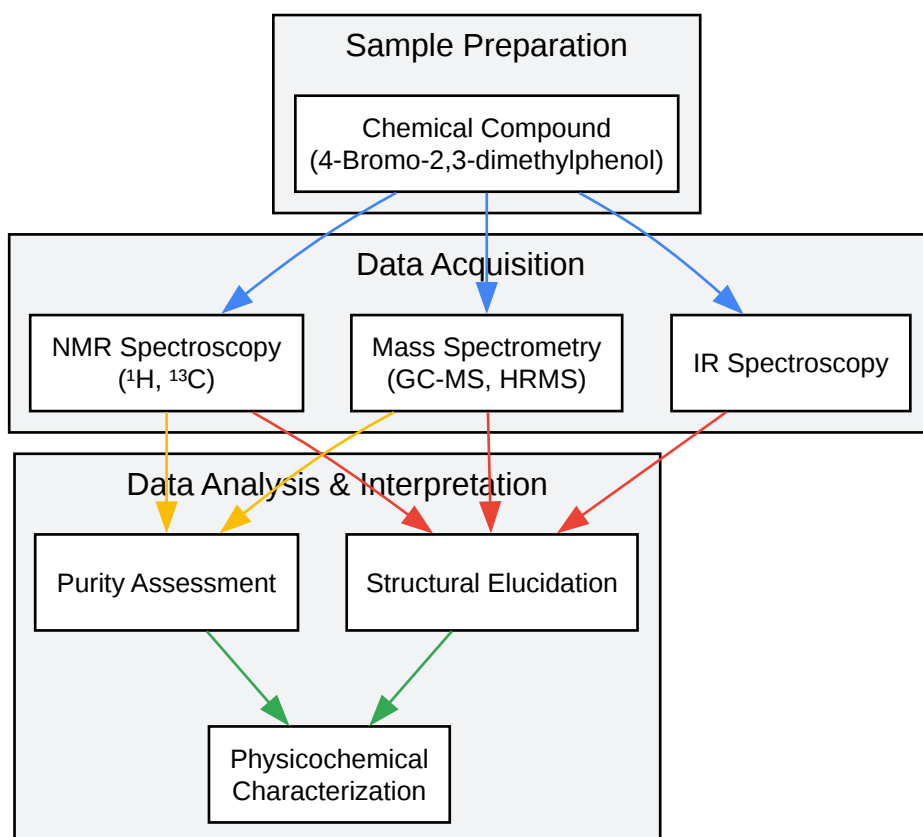 Sample Preparation
Chemical Compound
(4-Bromo-2,3-dimethylphenol)
Data Acquisition
NMR Spectroscopy
(¹H, ¹³C)
Mass Spectrometry
(GC-MS, HRMS)
IR Spectroscopy
Data Analysis & Interpretation
Purity Assessment
Structural Elucidation
Physicochemical
Characterization